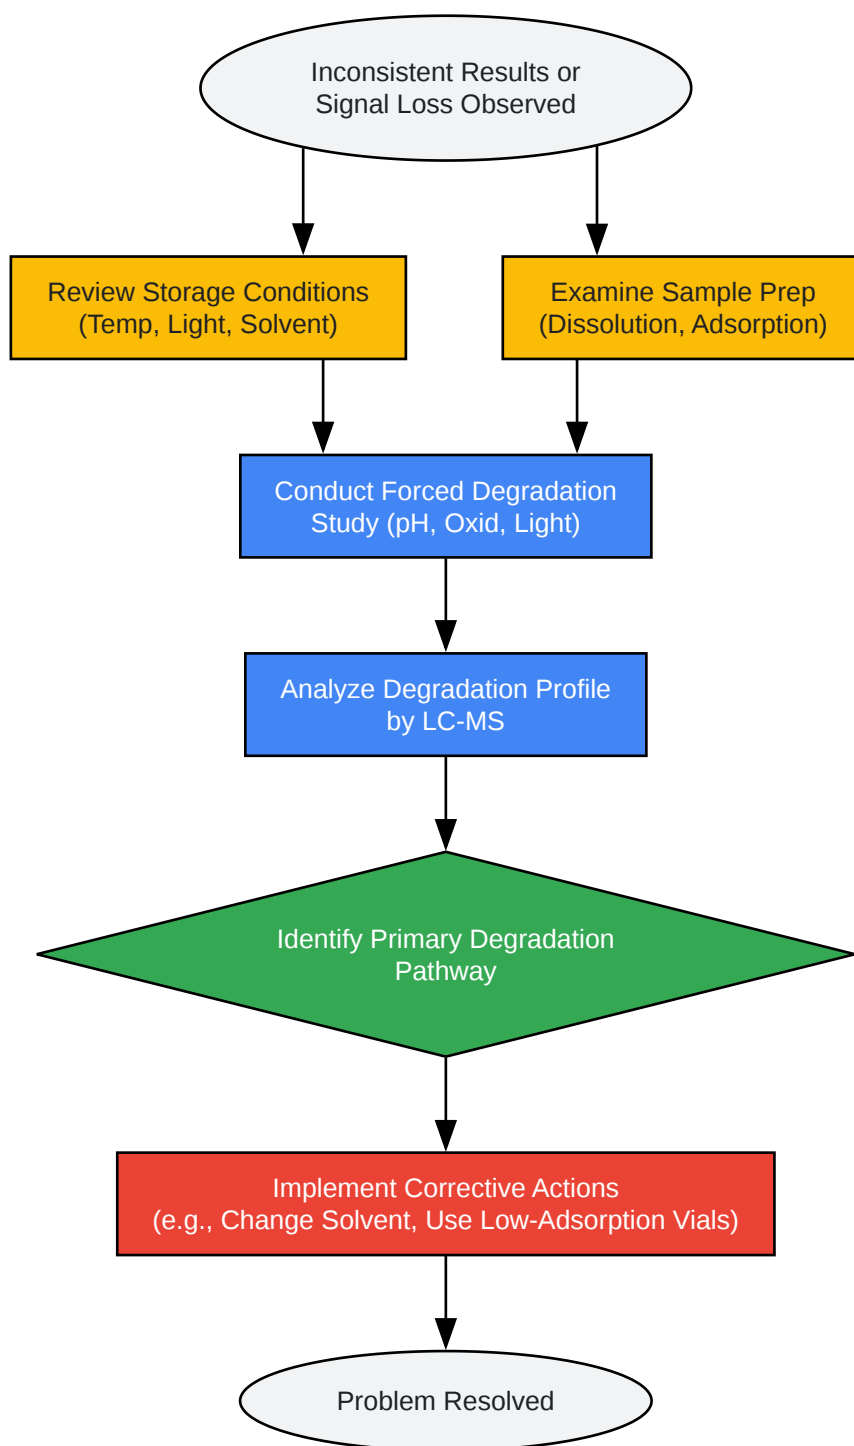 Inconsistent Results or
Signal Loss Observed
Review Storage Conditions
(Temp, Light, Solvent)
Examine Sample Prep
(Dissolution, Adsorption)
Conduct Forced Degradation
Study (pH, Oxid, Light)
Analyze Degradation Profile
by LC-MS
Identify Primary Degradation
Pathway
Implement Corrective Actions
(e.g., Change Solvent, Use Low-Adsorption Vials)
Problem Resolved